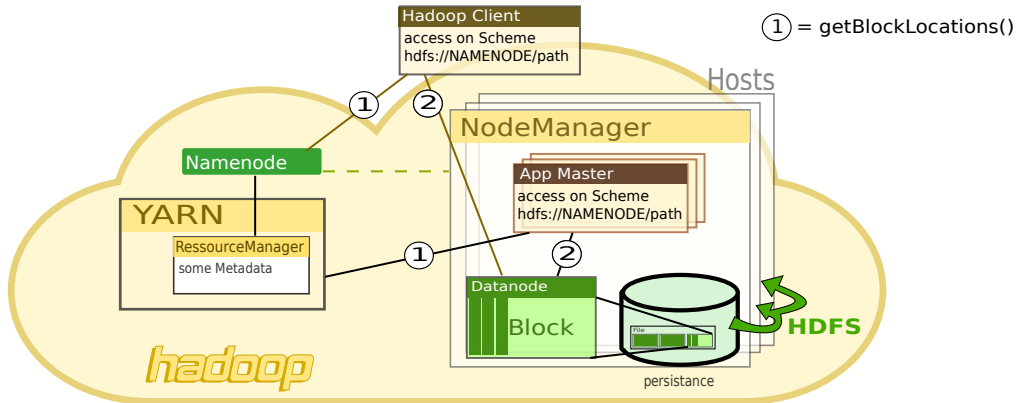 Hadoop Client
access on Scheme
hdfs://NAMENODE/path
1 = getBlockLocations()
Hosts
1
2
NodeManager
Namenode
App Master
access on Scheme
hdfs://NAMENODE/path
YARN
RessourceManager
some Metadata
1
2
Datanode
Block
File
HDFS
hadoop
persistance